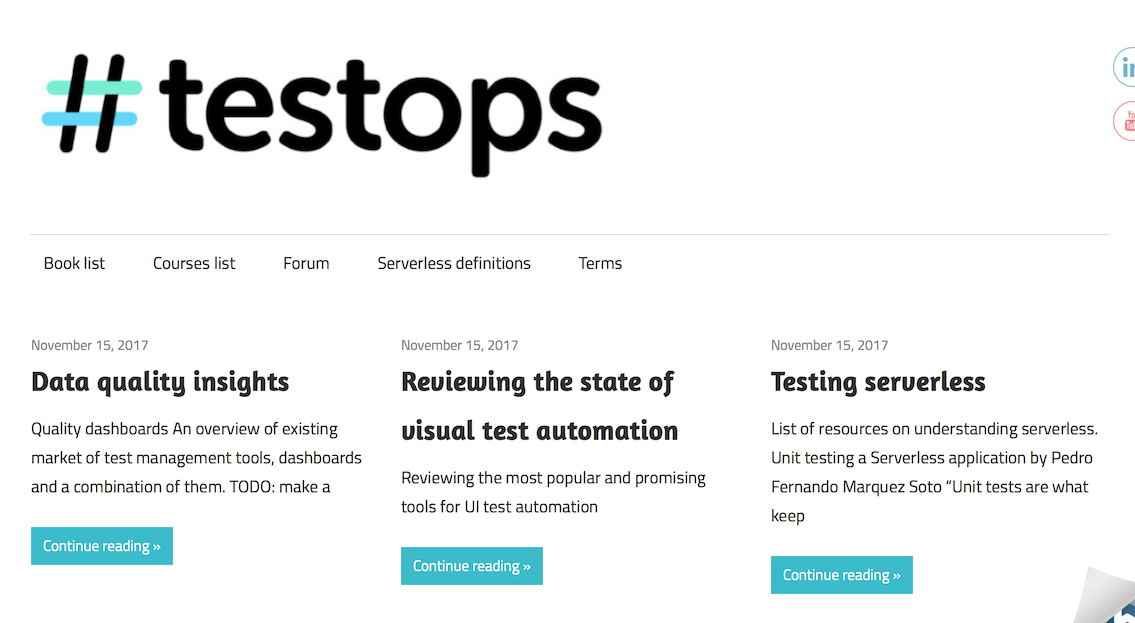 #testops
Book list Courses list Forum Serverless definitions Terms
November 15, 2017
Data quality insights
Quality dashboards An overview of existing
market of test management tools, dashboards
and a combination of them. TODO: make a
Continue reading »
November 15, 2017
Reviewing the state of
visual test automation
Reviewing the most popular and promising
tools for UI test automation
Continue reading »
November 15, 2017
Testing serverless
List of resources on understanding serverless.
Unit testing a Serverless application by Pedro
Fernando Marquez Soto “Unit tests are what
keep
Continue reading »